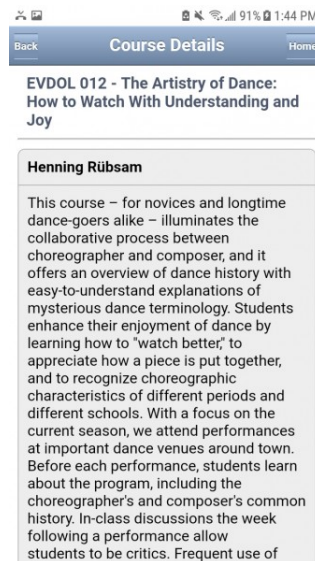 91% 1:44 PM
Back Course Details Home
EVDOL 012 - The Artistry of Dance:
How to Watch With Understanding and
Joy
Henning Rübsam
This course – for novices and longtime
dance-goers alike – illuminates the
collaborative process between
choreographer and composer, and it
offers an overview of dance history with
easy-to-understand explanations of
mysterious dance terminology. Students
enhance their enjoyment of dance by
learning how to "watch better," to
appreciate how a piece is put together,
and to recognize choreographic
characteristics of different periods and
different schools. With a focus on the
current season, we attend performances
at important dance venues around town.
Before each performance, students learn
about the program, including the
choreographer's and composer's common
history. In-class discussions the week
following a performance allow
students to be critics. Frequent use of